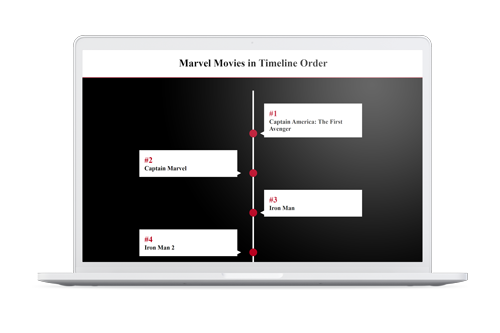 Marvel Movies in Timeline Order
#1
Captain America: The First
Avenger
#2
Captain Marvel
#3
Iron Man
#4
Iron Man 2